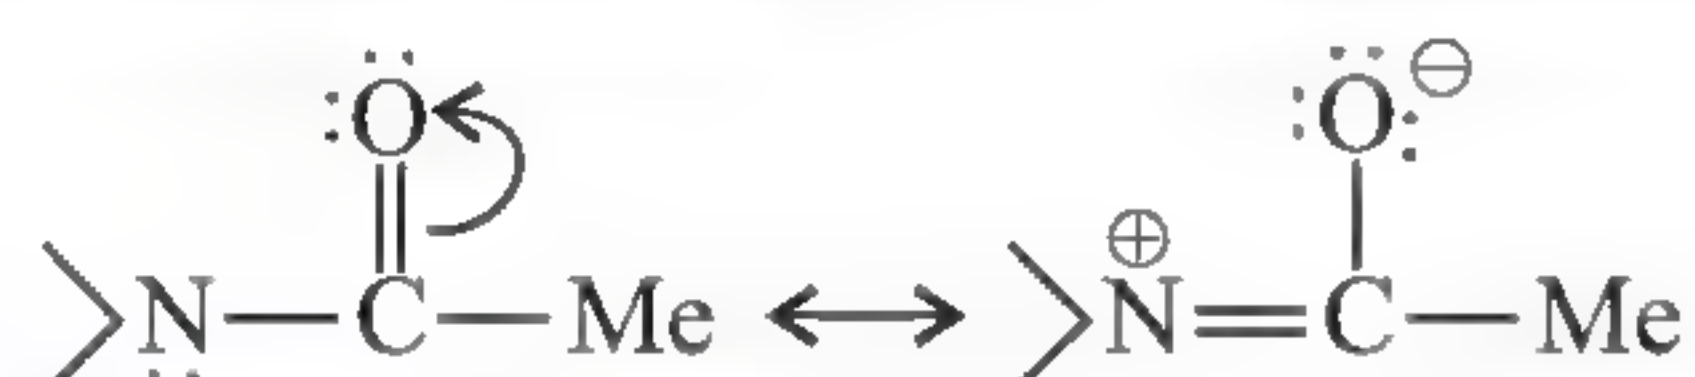 O O ⊖
⊕
N — C — Me ⟷ N = C — Me